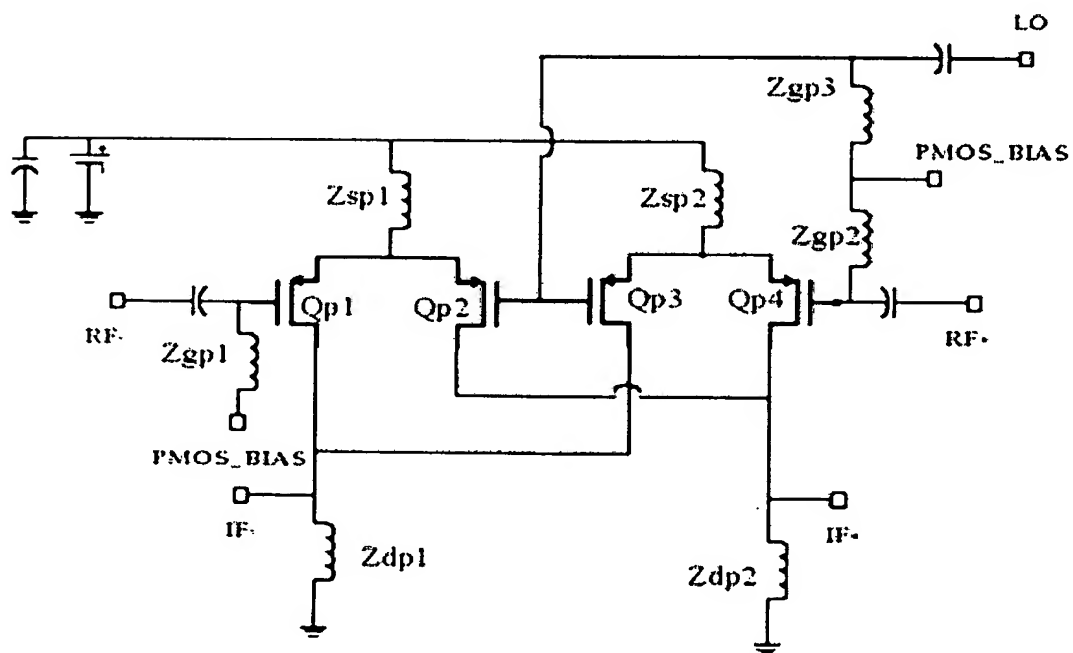 LO
Zgp3
PMOS_BIAS
Zsp1
Zsp2
Zgp2
Qp1
Qp2
Qp3
Qp4
RF-
Zgp1
RF+
PMOS_BIAS
IF-
IF+
Zdp1
Zdp2